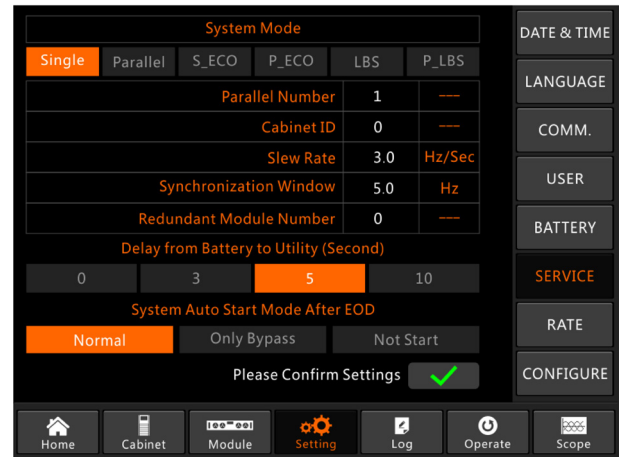 System Mode
Single Parallel S_ECO P_ECO LBS P_LBS
Parallel Number 1 ---
Cabinet ID 0 ---
Slew Rate 3.0 Hz/Sec
Synchronization Window 5.0 Hz
Redundant Module Number 0 ---
Delay from Battery to Utility (Second)
0 3 5 10
System Auto Start Mode After EOD
Normal Only Bypass Not Start
Please Confirm Settings
DATE & TIME
LANGUAGE
COMM.
USER
BATTERY
SERVICE
RATE
CONFIGURE
Home Cabinet Module Setting Log Operate Scope